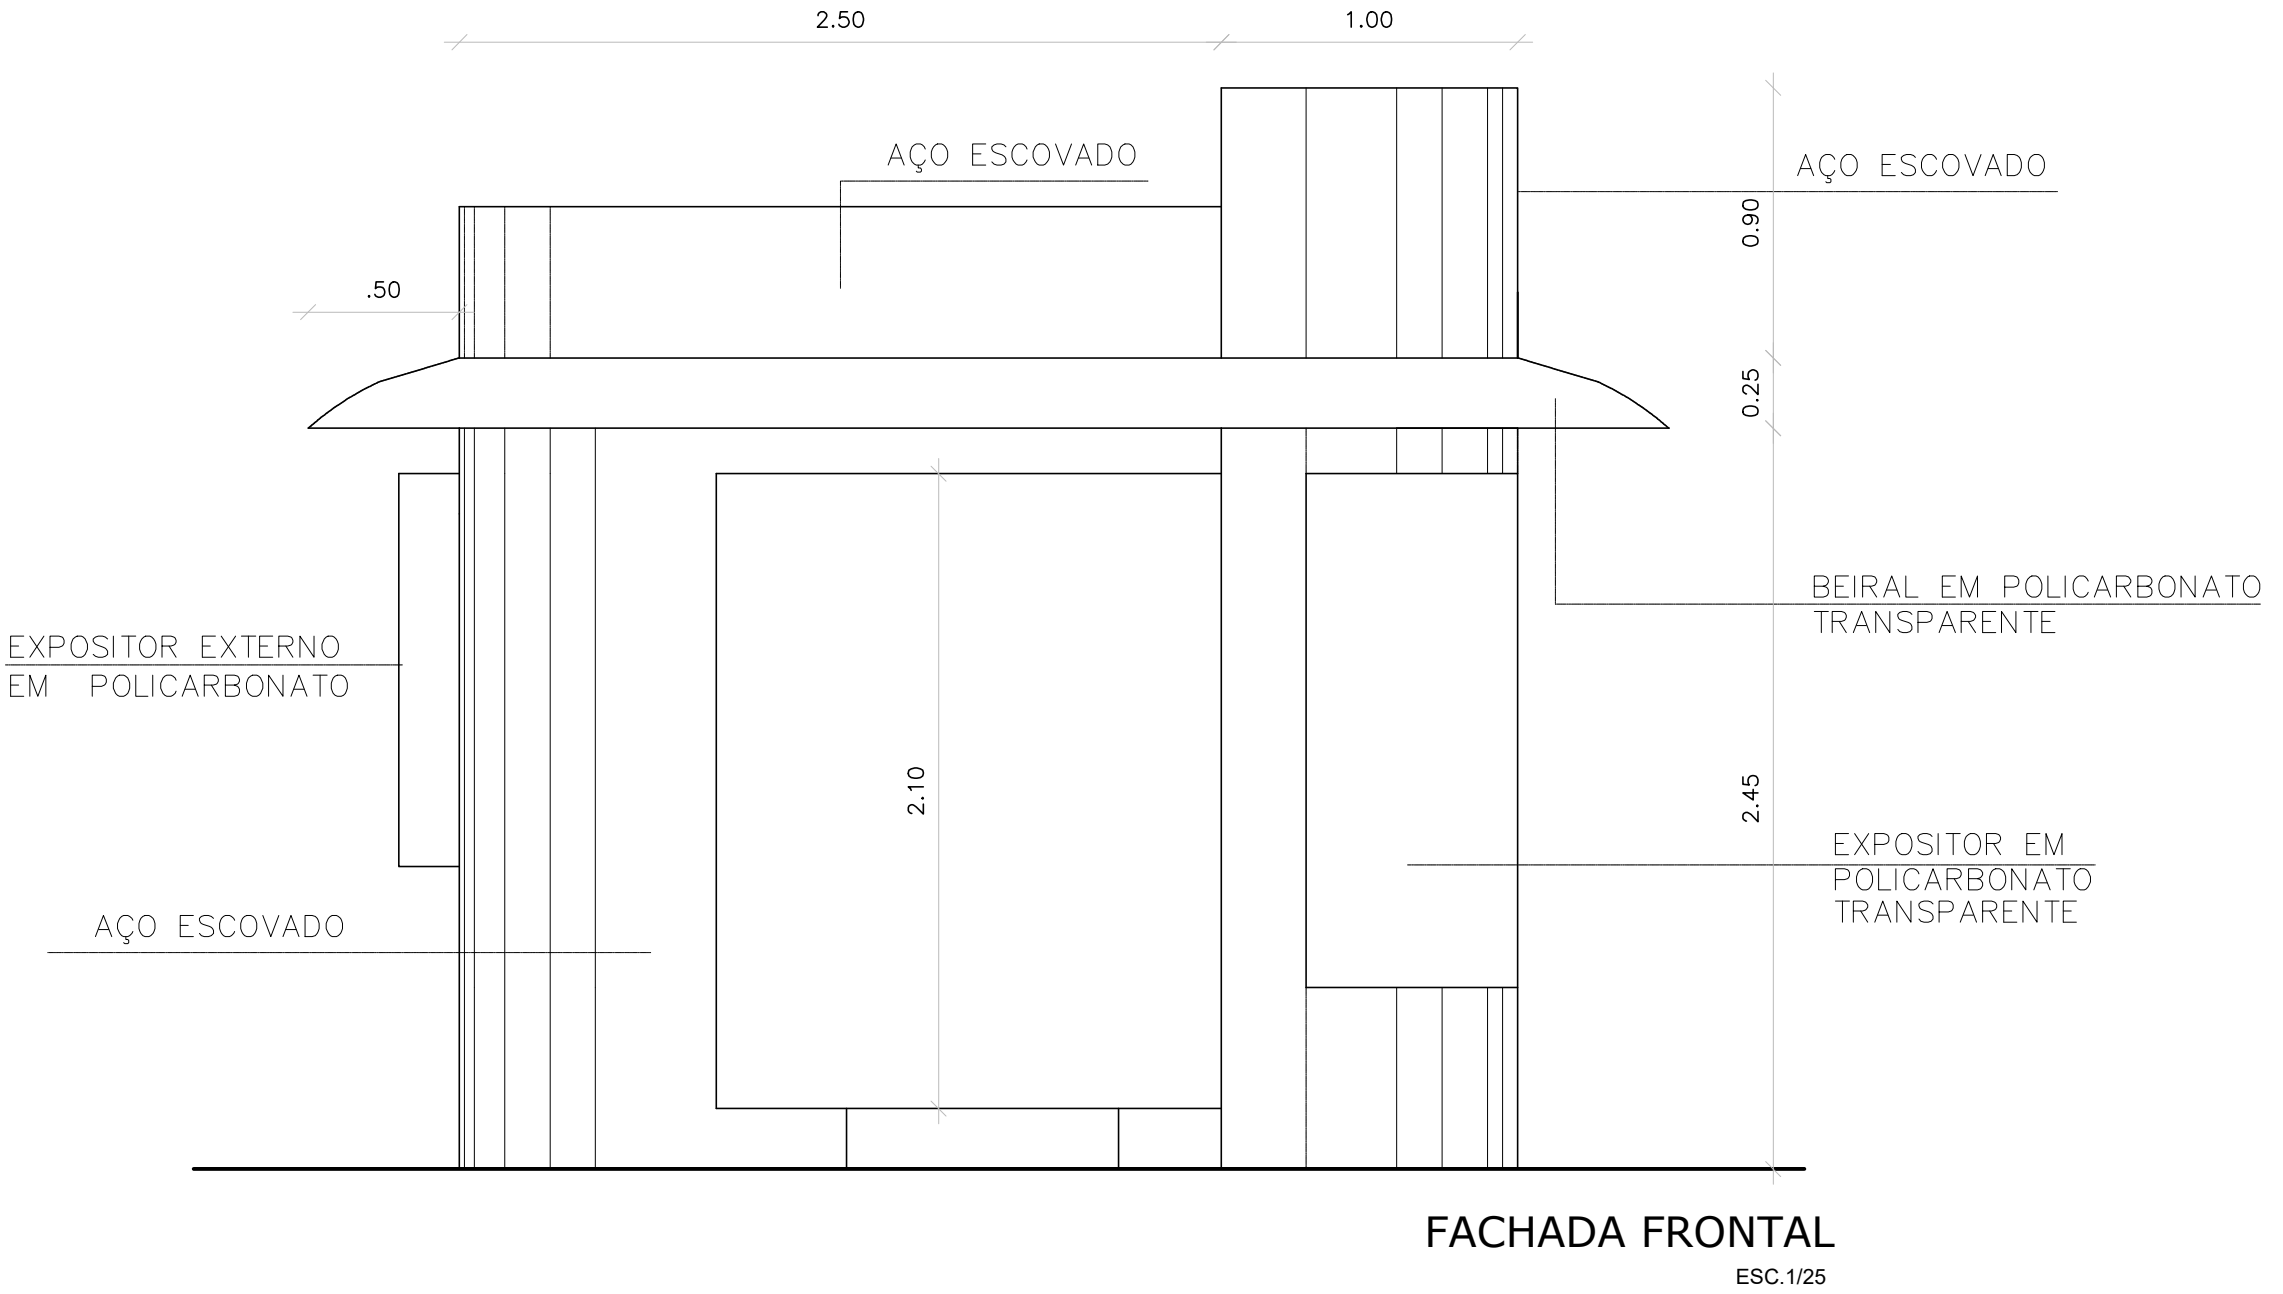 2.50
1.00
AÇO ESCOVADO
AÇO ESCOVADO
0.90
.50
0.25
BEIRAL EM POLICARBONATO
TRANSPARENTE
EXPOSITOR EXTERNO
EM POLICARBONATO
2.10
2.45
EXPOSITOR EM
POLICARBONATO
TRANSPARENTE
AÇO ESCOVADO
FACHADA FRONTAL
ESC.1/25